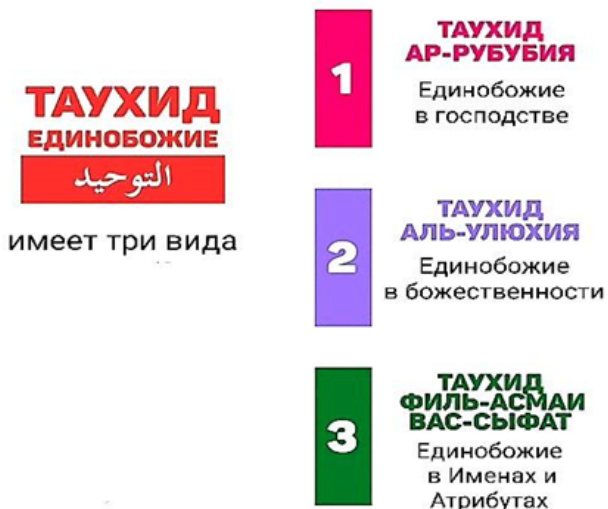 ТАУХИД
ЕДИНОБОЖИЕ
التوحيد
имеет три вида
1
ТАУХИД
АР-РУБУБИЯ
Единобожие
в господстве
2
ТАУХИД
АЛЬ-УЛЮХИЯ
Единобожие
в божественности
3
ТАУХИД
ФИЛЬ-АСМАИ
ВАС-СЫФАТ
Единобожие
в Именах и
Атрибутах